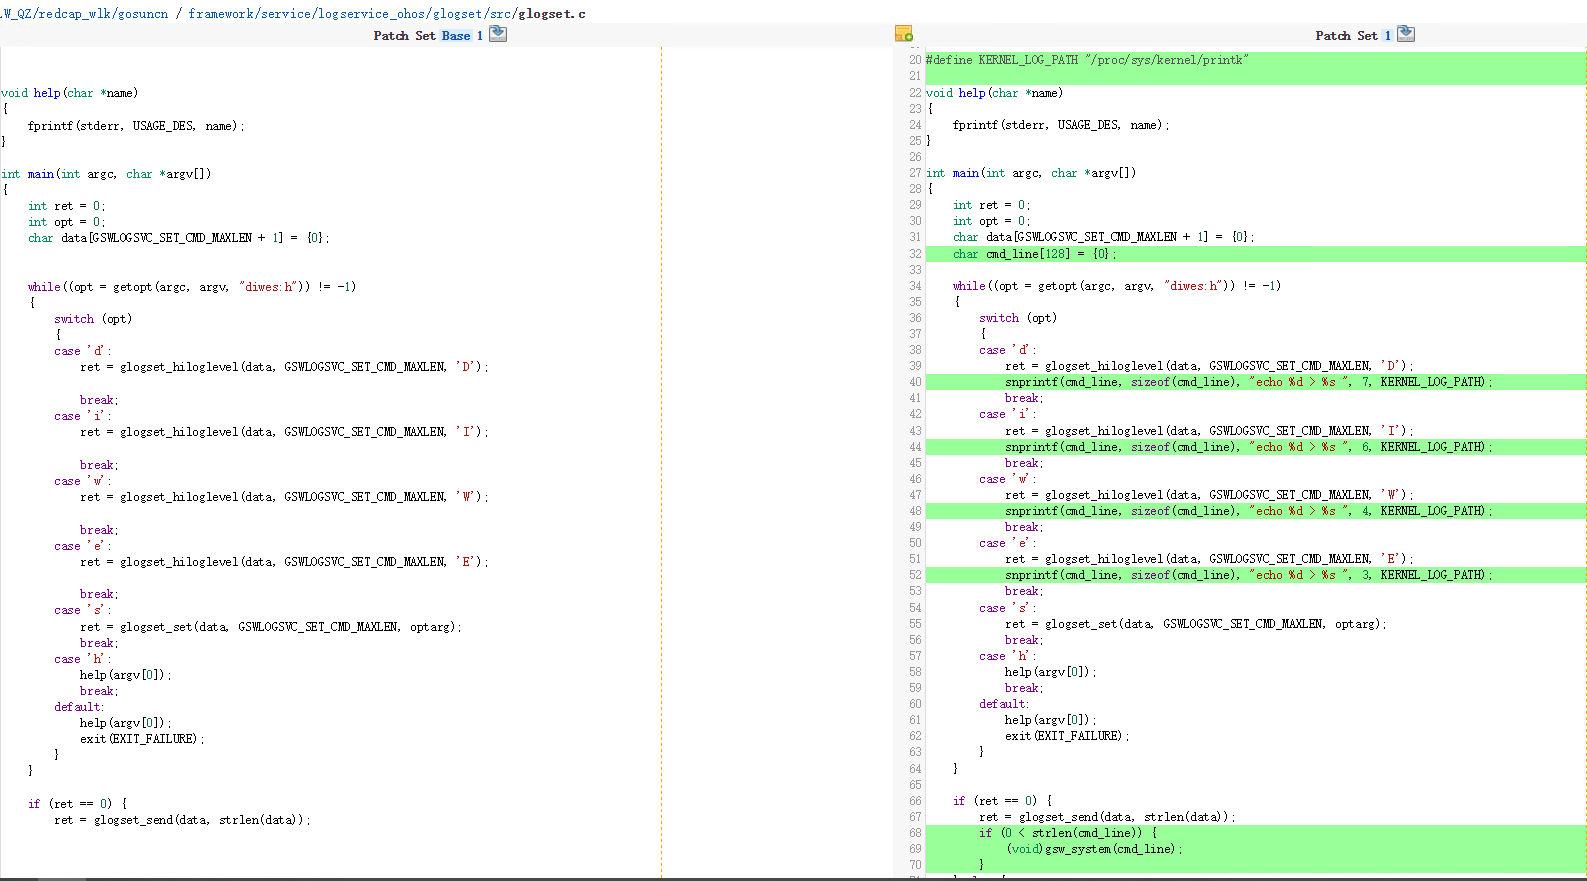 .W_QZ/redcap_wlk/gosuncn / framework/service/logservice_ohos/glogset/src/glogset.c
Patch Set Base 1
void help(char *name)
{
    fprintf(stderr, USAGE_DES, name);
}
int main(int argc, char *argv[])
{
    int ret = 0;
    int opt = 0;
    char data[GSWLOGSVC_SET_CMD_MAXLEN + 1] = {0};
    while((opt = getopt(argc, argv, "diwes:h")) != -1)
    {
        switch (opt)
        {
        case 'd':
            ret = glogset_hiloglevel(data, GSWLOGSVC_SET_CMD_MAXLEN, 'D');
            break;
        case 'i':
            ret = glogset_hiloglevel(data, GSWLOGSVC_SET_CMD_MAXLEN, 'I');
            break;
        case 'w':
            ret = glogset_hiloglevel(data, GSWLOGSVC_SET_CMD_MAXLEN, 'W');
            break;
        case 'e':
            ret = glogset_hiloglevel(data, GSWLOGSVC_SET_CMD_MAXLEN, 'E');
            break;
        case 's':
            ret = glogset_set(data, GSWLOGSVC_SET_CMD_MAXLEN, optarg);
            break;
        case 'h':
            help(argv[0]);
            break;
        default:
            help(argv[0]);
            exit(EXIT_FAILURE);
        }
    }
    if (ret == 0) {
        ret = glogset_send(data, strlen(data));
Patch Set 1
20 #define KERNEL_LOG_PATH "/proc/sys/kernel/printk"
21
22 void help(char *name)
23 {
24     fprintf(stderr, USAGE_DES, name);
25 }
26
27 int main(int argc, char *argv[])
28 {
29     int ret = 0;
30     int opt = 0;
31     char data[GSWLOGSVC_SET_CMD_MAXLEN + 1] = {0};
32     char cmd_line[128] = {0};
33
34     while((opt = getopt(argc, argv, "diwes:h")) != -1)
35     {
36         switch (opt)
37         {
38         case 'd':
39             ret = glogset_hiloglevel(data, GSWLOGSVC_SET_CMD_MAXLEN, 'D');
40             snprintf(cmd_line, sizeof(cmd_line), "echo %d > %s ", 7, KERNEL_LOG_PATH);
41             break;
42         case 'i':
43             ret = glogset_hiloglevel(data, GSWLOGSVC_SET_CMD_MAXLEN, 'I');
44             snprintf(cmd_line, sizeof(cmd_line), "echo %d > %s ", 6, KERNEL_LOG_PATH);
45             break;
46         case 'w':
47             ret = glogset_hiloglevel(data, GSWLOGSVC_SET_CMD_MAXLEN, 'W');
48             snprintf(cmd_line, sizeof(cmd_line), "echo %d > %s ", 4, KERNEL_LOG_PATH);
49             break;
50         case 'e':
51             ret = glogset_hiloglevel(data, GSWLOGSVC_SET_CMD_MAXLEN, 'E');
52             snprintf(cmd_line, sizeof(cmd_line), "echo %d > %s ", 3, KERNEL_LOG_PATH);
53             break;
54         case 's':
55             ret = glogset_set(data, GSWLOGSVC_SET_CMD_MAXLEN, optarg);
56             break;
57         case 'h':
58             help(argv[0]);
59             break;
60         default:
61             help(argv[0]);
62             exit(EXIT_FAILURE);
63         }
64     }
65
66     if (ret == 0) {
67         ret = glogset_send(data, strlen(data));
68         if (0 < strlen(cmd_line)) {
69             (void)gsw_system(cmd_line);
70         }